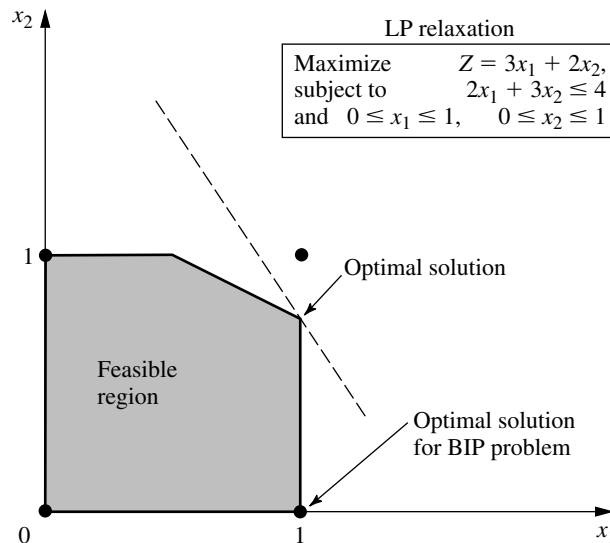 x₂
LP relaxation
Maximize Z = 3x₁ + 2x₂,
subject to 2x₁ + 3x₂ ≤ 4
and 0 ≤ x₁ ≤ 1, 0 ≤ x₂ ≤ 1
1
Optimal solution
Feasible
region
Optimal solution
for BIP problem
0
1
x